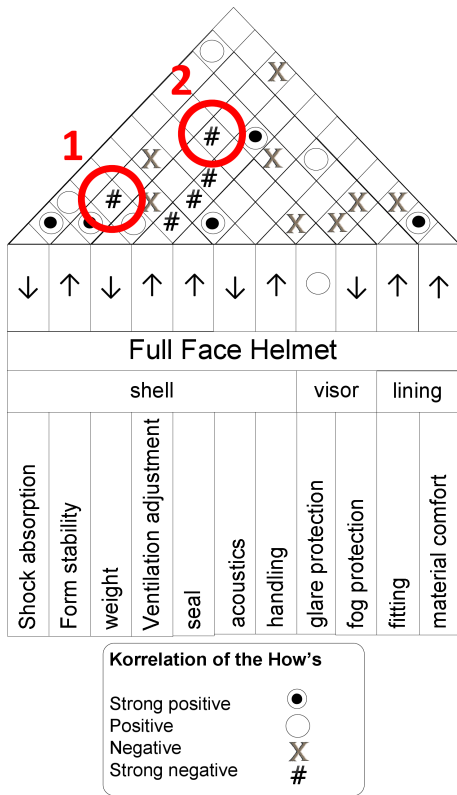 2
1
X
X
X
X
X
X
X
X
#
#
#
#
#
Full Face Helmet
shell
visor
lining
Shock absorption
Form stability
weight
Ventilation adjustment
seal
acoustics
handling
glare protection
fog protection
fitting
material comfort
Korrelation of the How's
Strong positive
Positive
Negative X
Strong negative #